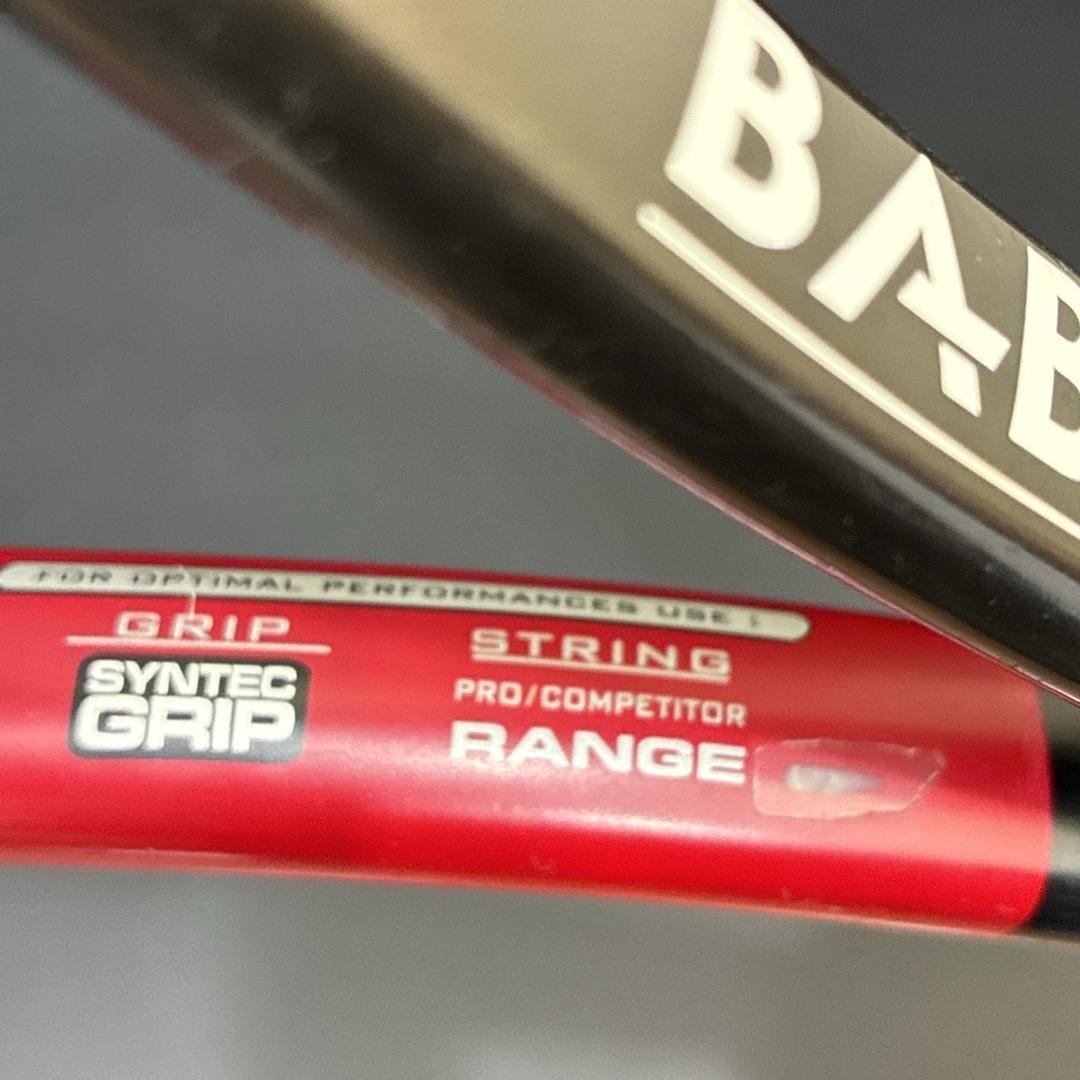 BAB
FOR OPTIMAL PERFORMANCES USE :
GRIP
SYNTEC
GRIP
STRING
PRO/COMPETITOR
RANGE